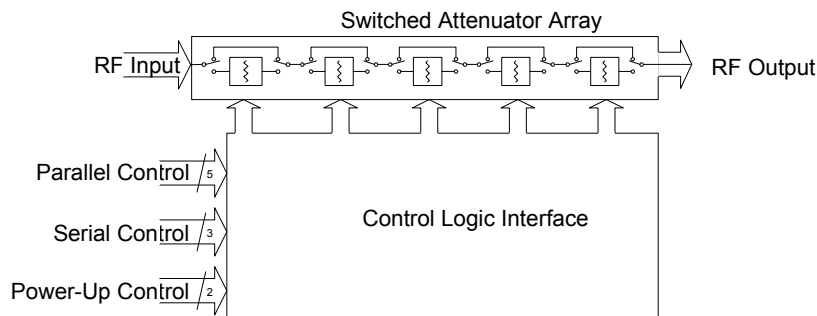 Switched Attenuator Array
RF Input
RF Output
Parallel Control
5
Control Logic Interface
Serial Control
3
Power-Up Control
2